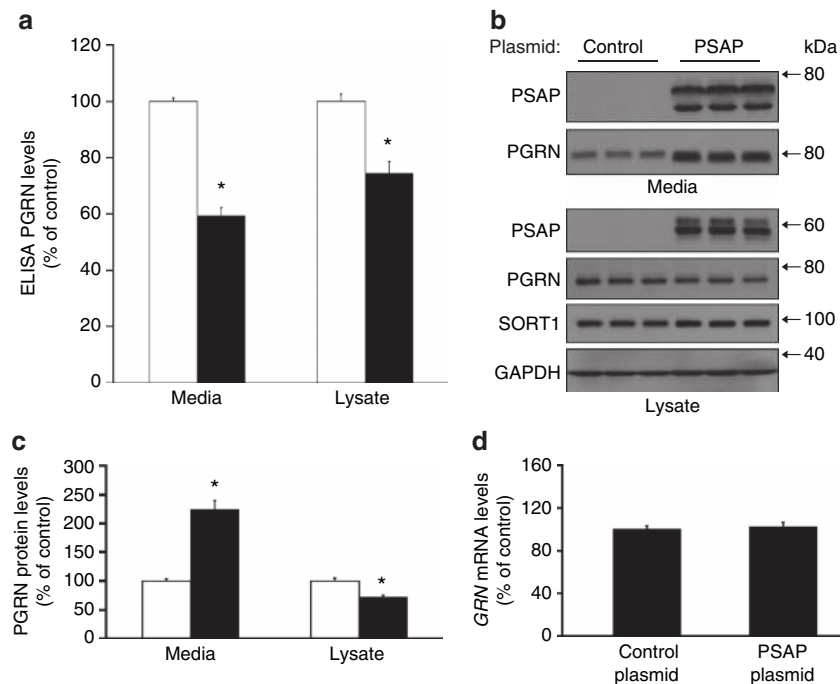 a
ELISA PGRN levels
(% of control)
120
100
80
60
40
20
0
*
*
Media Lysate
b
Plasmid: Control PSAP kDa
PSAP ←80
PGRN ←80
Media
PSAP ←60
PGRN ←80
SORT1 ←100
GAPDH ←40
Lysate
c
PGRN protein levels
(% of control)
300
250
200
150
100
50
0
*
*
Media Lysate
d
GRN mRNA levels
(% of control)
160
120
80
40
0
Control PSAP
plasmid plasmid